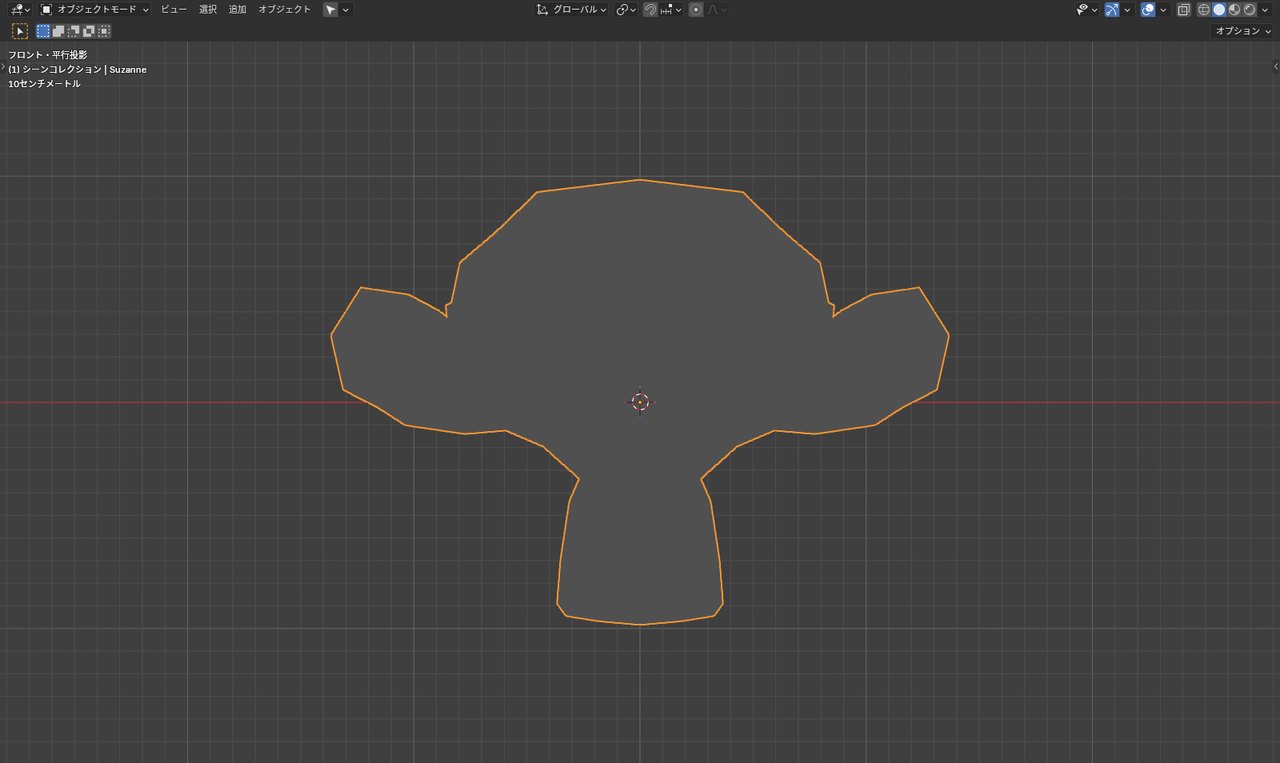 オブジェクトモード ビュー 選択 追加 オブジェクト グローバル
オプション
フロント・平行投影
(1) シーンコレクション | Suzanne
10センチメートル